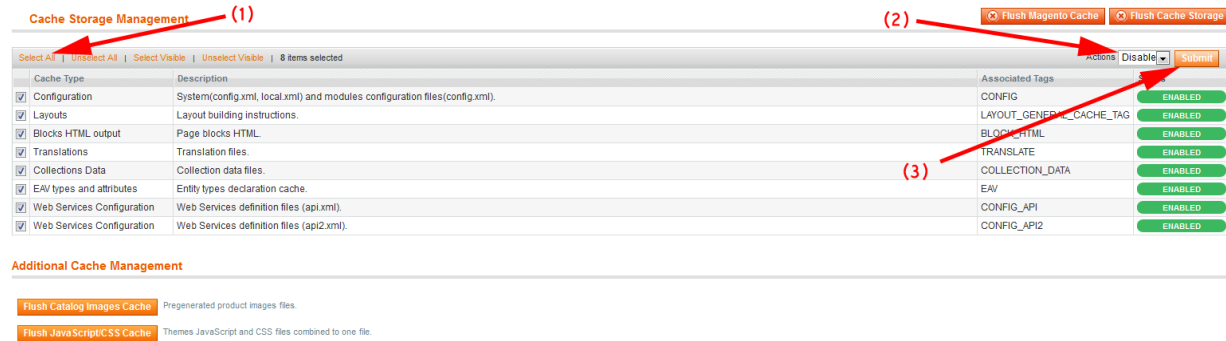 Cache Storage Management
(1)
(2)
Flush Magento Cache
Flush Cache Storage
Select All | Unselect All | Select Visible | Unselect Visible | 8 items selected
Actions Disable Submit
Cache Type Description Associated Tags
Configuration System(config.xml, local.xml) and modules configuration files(config.xml). CONFIG ENABLED
Layouts Layout building instructions. LAYOUT_GENERAL_CACHE_TAG ENABLED
Blocks HTML output Page blocks HTML. BLOCK_HTML ENABLED
Translations Translation files. TRANSLATE ENABLED
(3)
Collections Data Collection data files. COLLECTION_DATA ENABLED
EAV types and attributes Entity types declaration cache. EAV ENABLED
Web Services Configuration Web Services definition files (api.xml). CONFIG_API ENABLED
Web Services Configuration Web Services definition files (api2.xml). CONFIG_API2 ENABLED
Additional Cache Management
Flush Catalog Images Cache Pregenerated product images files.
Flush JavaScript/CSS Cache Themes JavaScript and CSS files combined to one file.